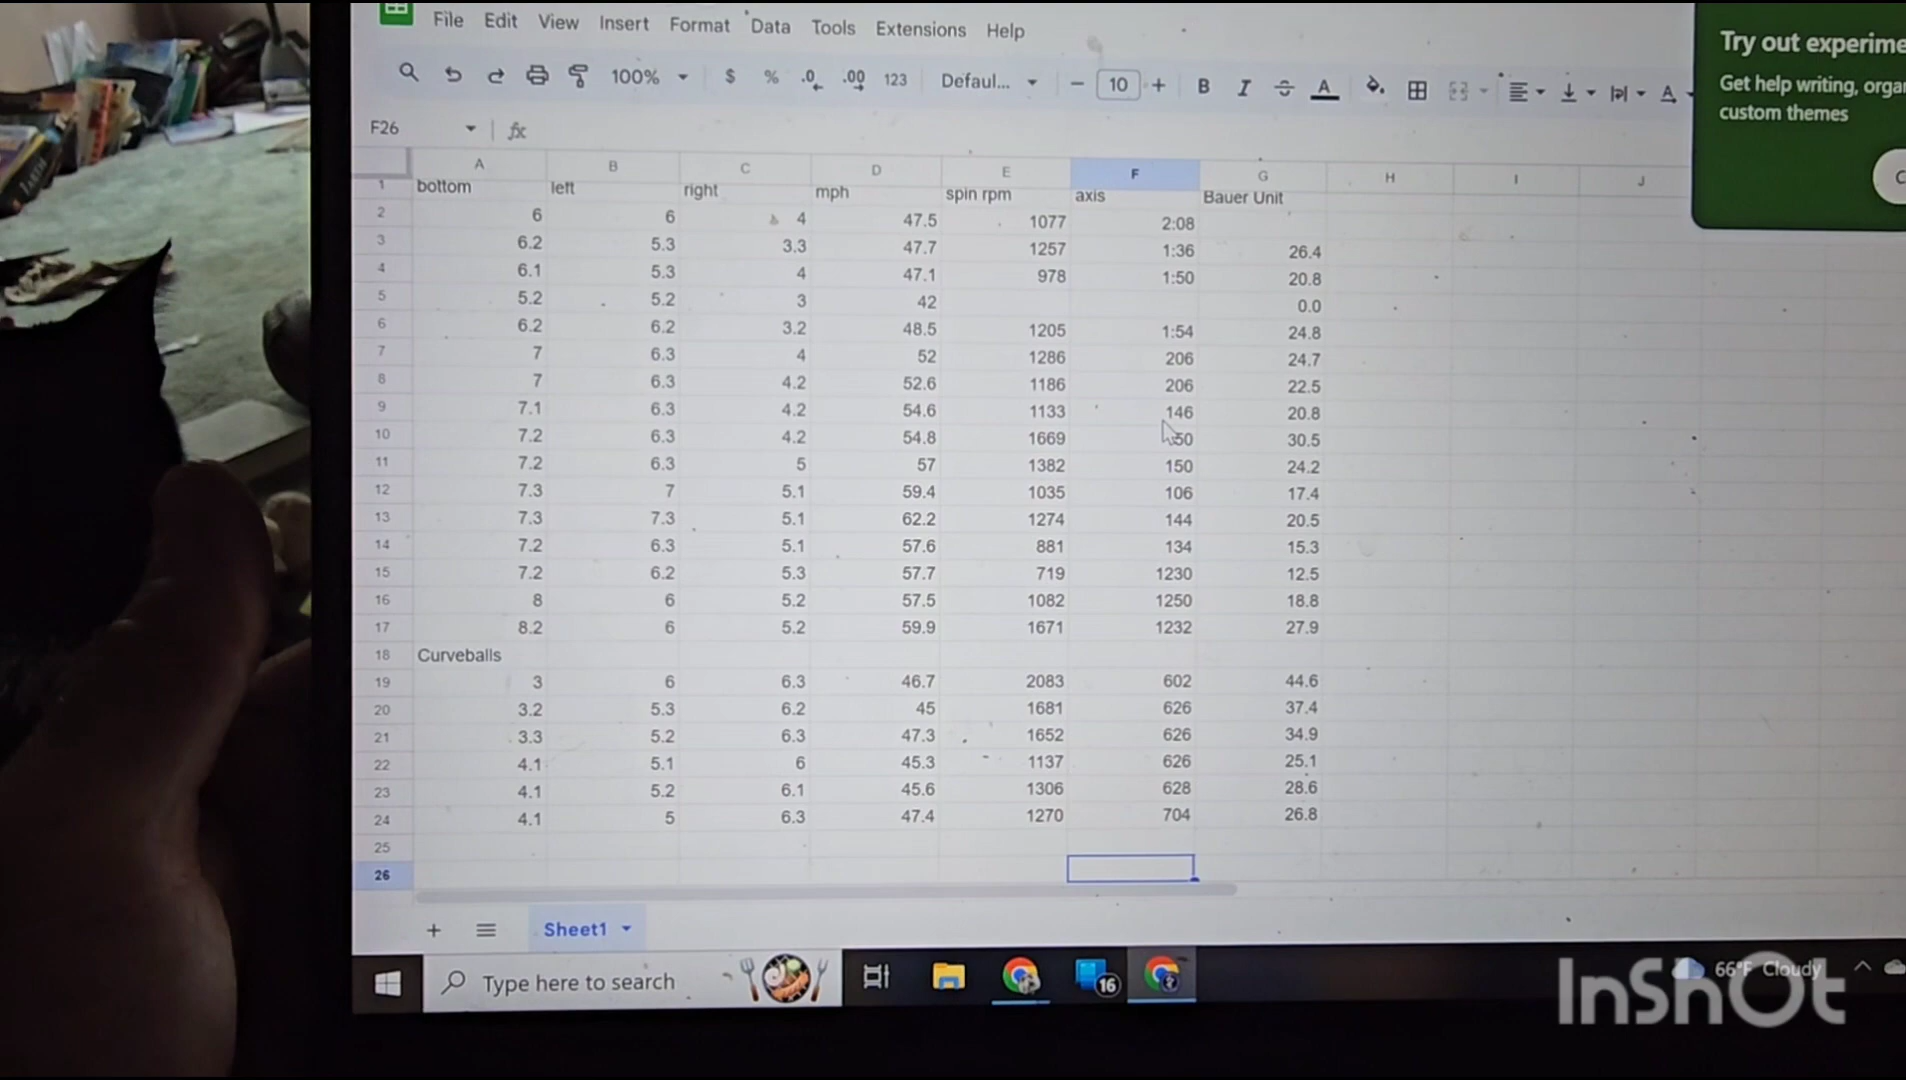 File Edit View Insert Format Data Tools Extensions Help
Try out experime
Get help writing, orga
custom themes
100% $ % .0 .00 123 Defaul... − 10 + B I A
F26 fx
A B C D E F G H I J
1 bottom left right mph spin rpm axis Bauer Unit
2 6 6 4 47.5 1077 2:08
3 6.2 5.3 3.3 47.7 1257 1:36 26.4
4 6.1 5.3 4 47.1 978 1:50 20.8
5 5.2 5.2 3 42 0.0
6 6.2 6.2 3.2 48.5 1205 1:54 24.8
7 7 6.3 4 52 1286 206 24.7
8 7 6.3 4.2 52.6 1186 206 22.5
9 7.1 6.3 4.2 54.6 1133 146 20.8
10 7.2 6.3 4.2 54.8 1669 50 30.5
11 7.2 6.3 5 57 1382 150 24.2
12 7.3 7 5.1 59.4 1035 106 17.4
13 7.3 7.3 5.1 62.2 1274 144 20.5
14 7.2 6.3 5.1 57.6 881 134 15.3
15 7.2 6.2 5.3 57.7 719 1230 12.5
16 8 6 5.2 57.5 1082 1250 18.8
17 8.2 6 5.2 59.9 1671 1232 27.9
18 Curveballs
19 3 6 6.3 46.7 2083 602 44.6
20 3.2 5.3 6.2 45 1681 626 37.4
21 3.3 5.2 6.3 47.3 1652 626 34.9
22 4.1 5.1 6 45.3 1137 626 25.1
23 4.1 5.2 6.1 45.6 1306 628 28.6
24 4.1 5 6.3 47.4 1270 704 26.8
25
26
+ Sheet1
Type here to search 16 66°F Cloudy
InShOt